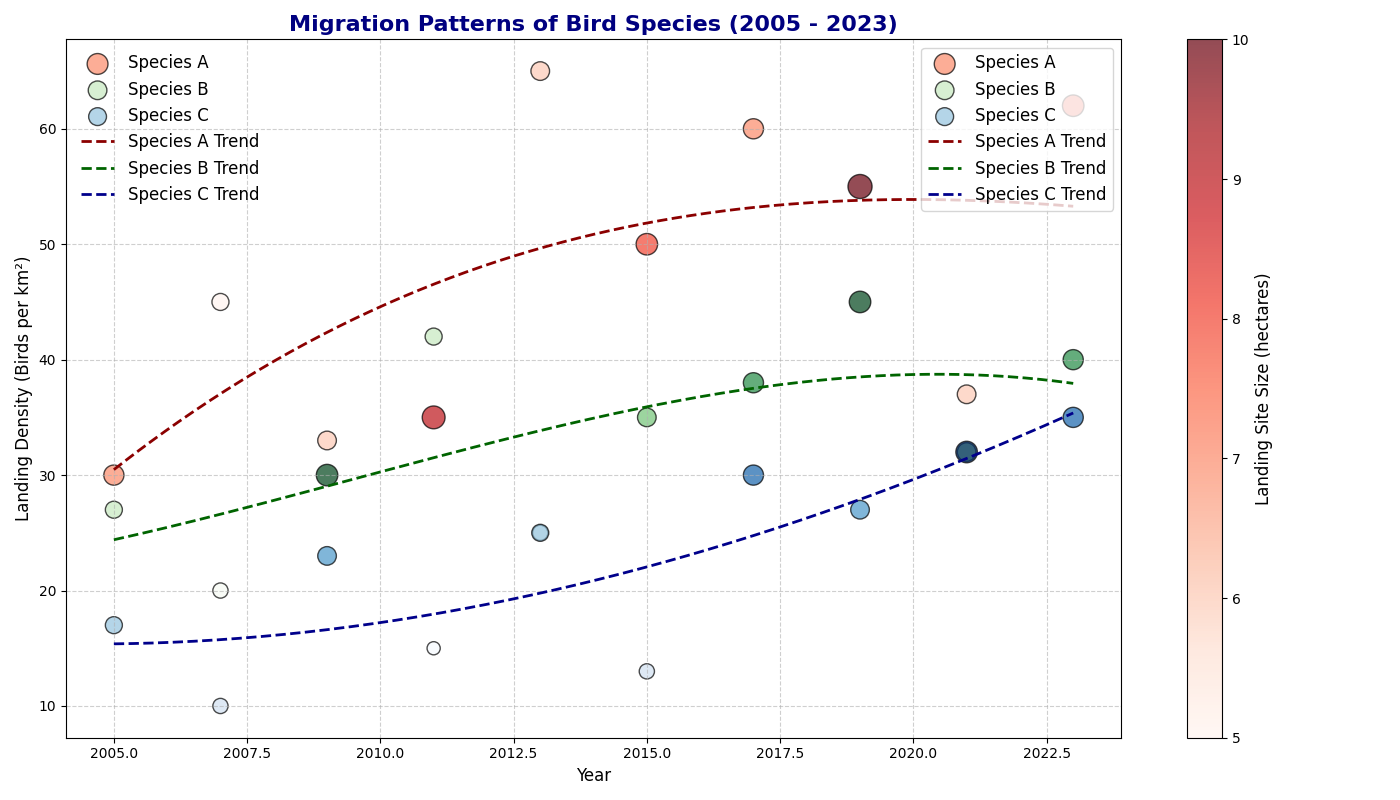 Migration Patterns of Bird Species (2005 - 2023)
Species A
Species B
Species C
Species A Trend
Species B Trend
Species C Trend
Species A
Species B
Species C
Species A Trend
Species B Trend
Species C Trend
Landing Density (Birds per km²)
60
50
40
30
20
10
2005.0 2007.5 2010.0 2012.5 2015.0 2017.5 2020.0 2022.5
Year
10
9
8
7
6
5
Landing Site Size (hectares)